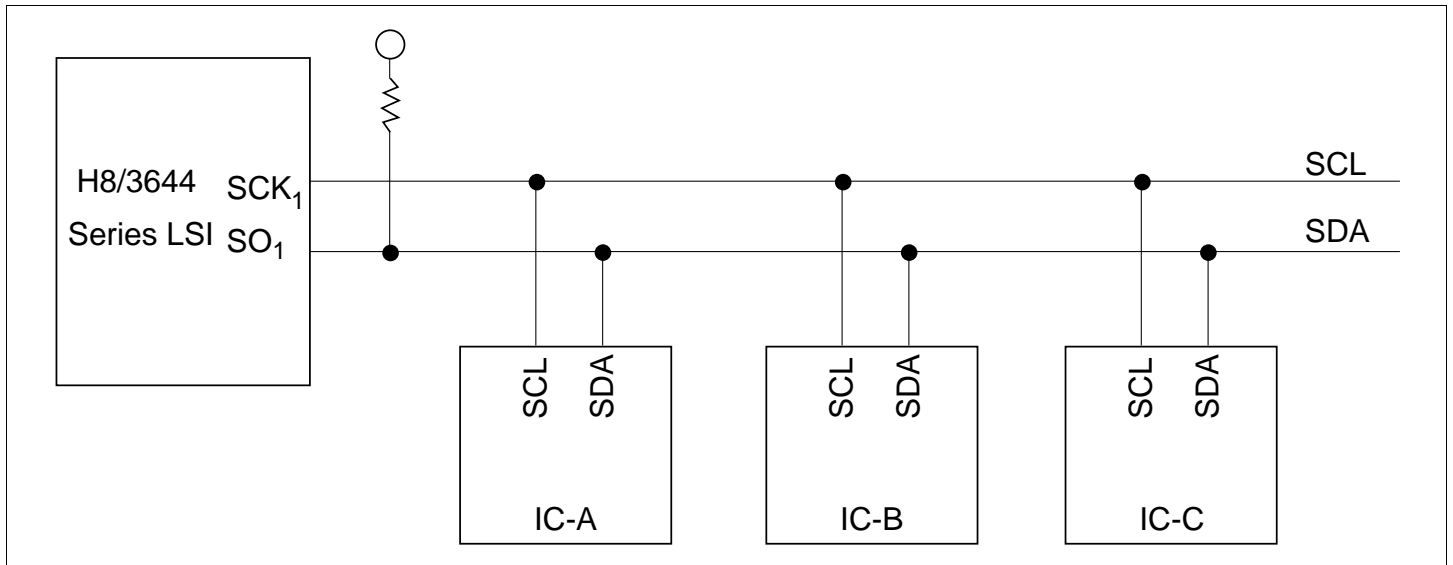 H8/3644
Series LSI
SCK1
SO1
SCL
SDA
SCL
SDA
IC-A
SCL
SDA
IC-B
SCL
SDA
IC-C